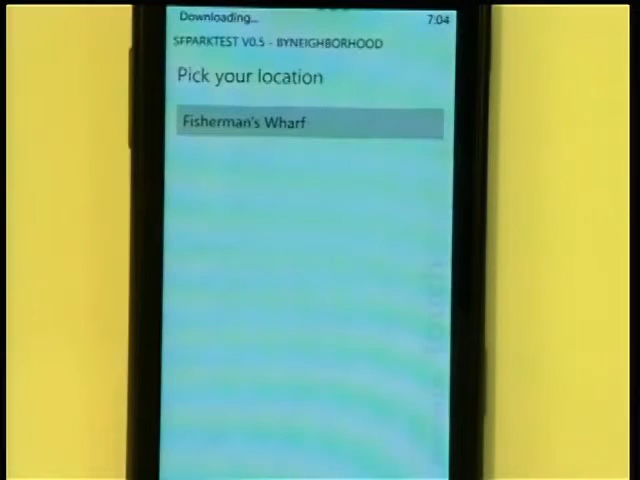 Downloading... 7:04
SFPARKTEST V0.5 - BYNEIGHBORHOOD
Pick your location
Fisherman's Wharf